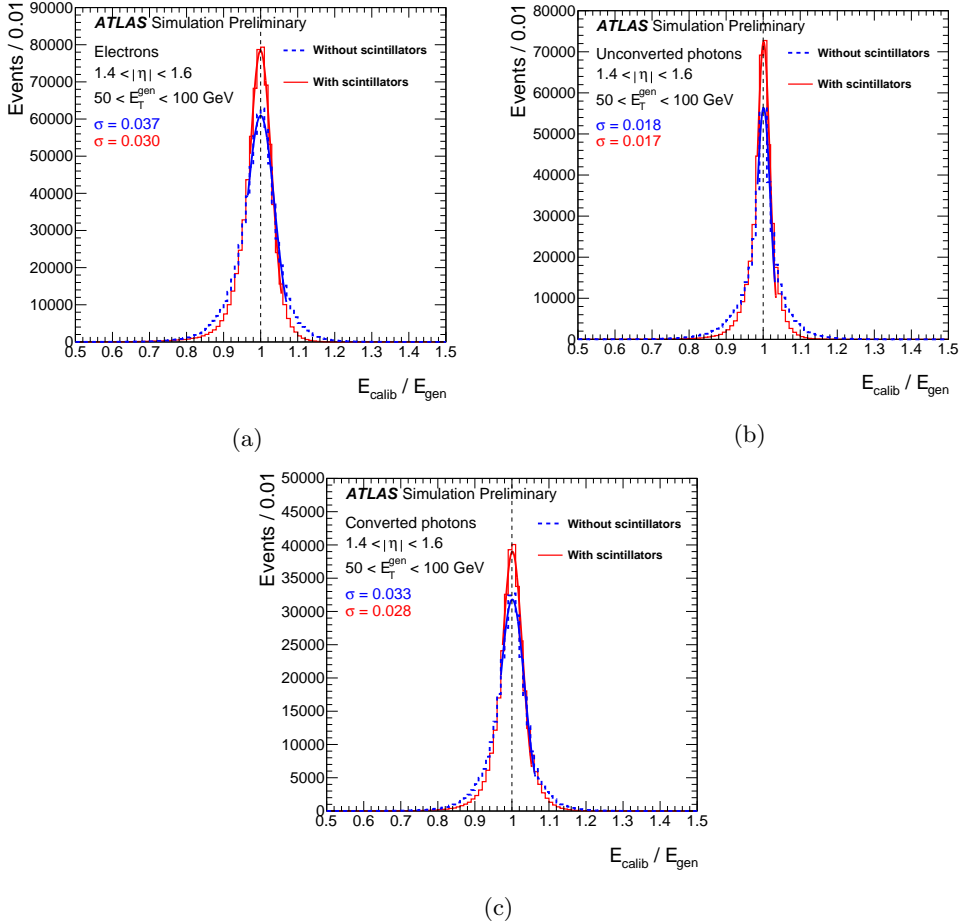 ATLAS Simulation Preliminary
Electrons
1.4 < |η| < 1.6
50 < E_T^gen < 100 GeV
σ = 0.037
σ = 0.030
Without scintillators
With scintillators
Events / 0.01
90000
80000
70000
60000
50000
40000
30000
20000
10000
0
0.5 0.6 0.7 0.8 0.9 1 1.1 1.2 1.3 1.4 1.5
E_calib / E_gen
(a)
ATLAS Simulation Preliminary
Unconverted photons
1.4 < |η| < 1.6
50 < E_T^gen < 100 GeV
σ = 0.018
σ = 0.017
Without scintillators
With scintillators
Events / 0.01
80000
70000
60000
50000
40000
30000
20000
10000
0
0.5 0.6 0.7 0.8 0.9 1 1.1 1.2 1.3 1.4 1.5
E_calib / E_gen
(b)
ATLAS Simulation Preliminary
Converted photons
1.4 < |η| < 1.6
50 < E_T^gen < 100 GeV
σ = 0.033
σ = 0.028
Without scintillators
With scintillators
Events / 0.01
50000
45000
40000
35000
30000
25000
20000
15000
10000
5000
0
0.5 0.6 0.7 0.8 0.9 1 1.1 1.2 1.3 1.4 1.5
E_calib / E_gen
(c)